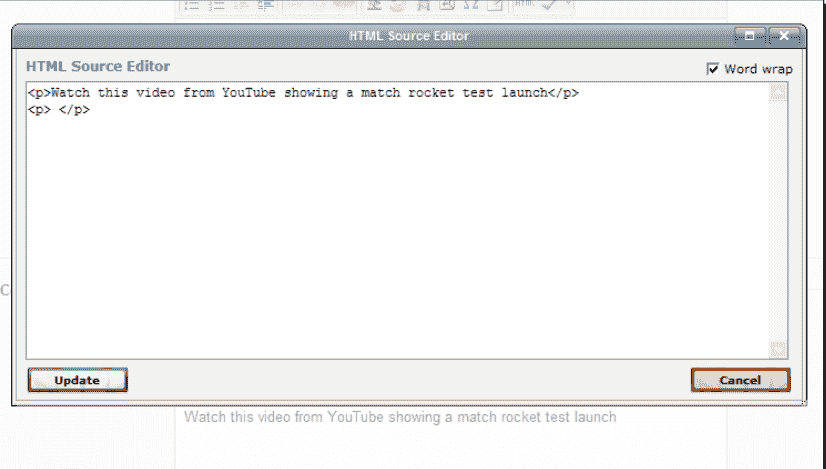 HTML
HTML Source Editor
HTML Source Editor
Word wrap
<p>Watch this video from YouTube showing a match rocket test launch</p>
<p> </p>
C
Update
Cancel
Watch this video from YouTube showing a match rocket test launch